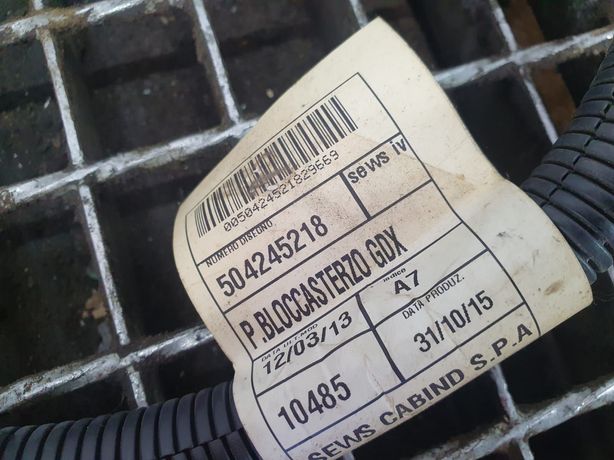 0050424521829669
NUMERO DISEGNO
504245218
sews iv
P.BLOCCASTERZO GDX
DATA ULT.MOD
12/03/13
Indice
A7
10485
DATA PRODUZ.
31/10/15
SEWS CABIND S.P.A